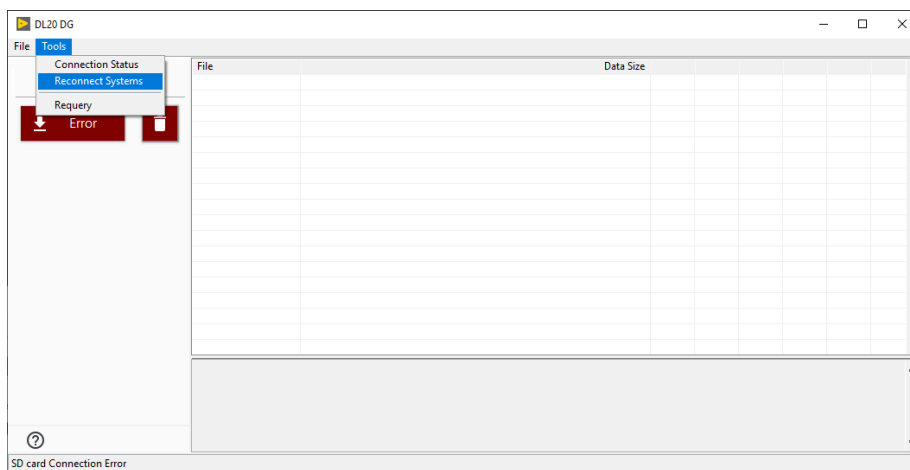 DL20 DG
File Tools
Connection Status
Reconnect Systems
Requery
File Data Size
Error
SD card Connection Error